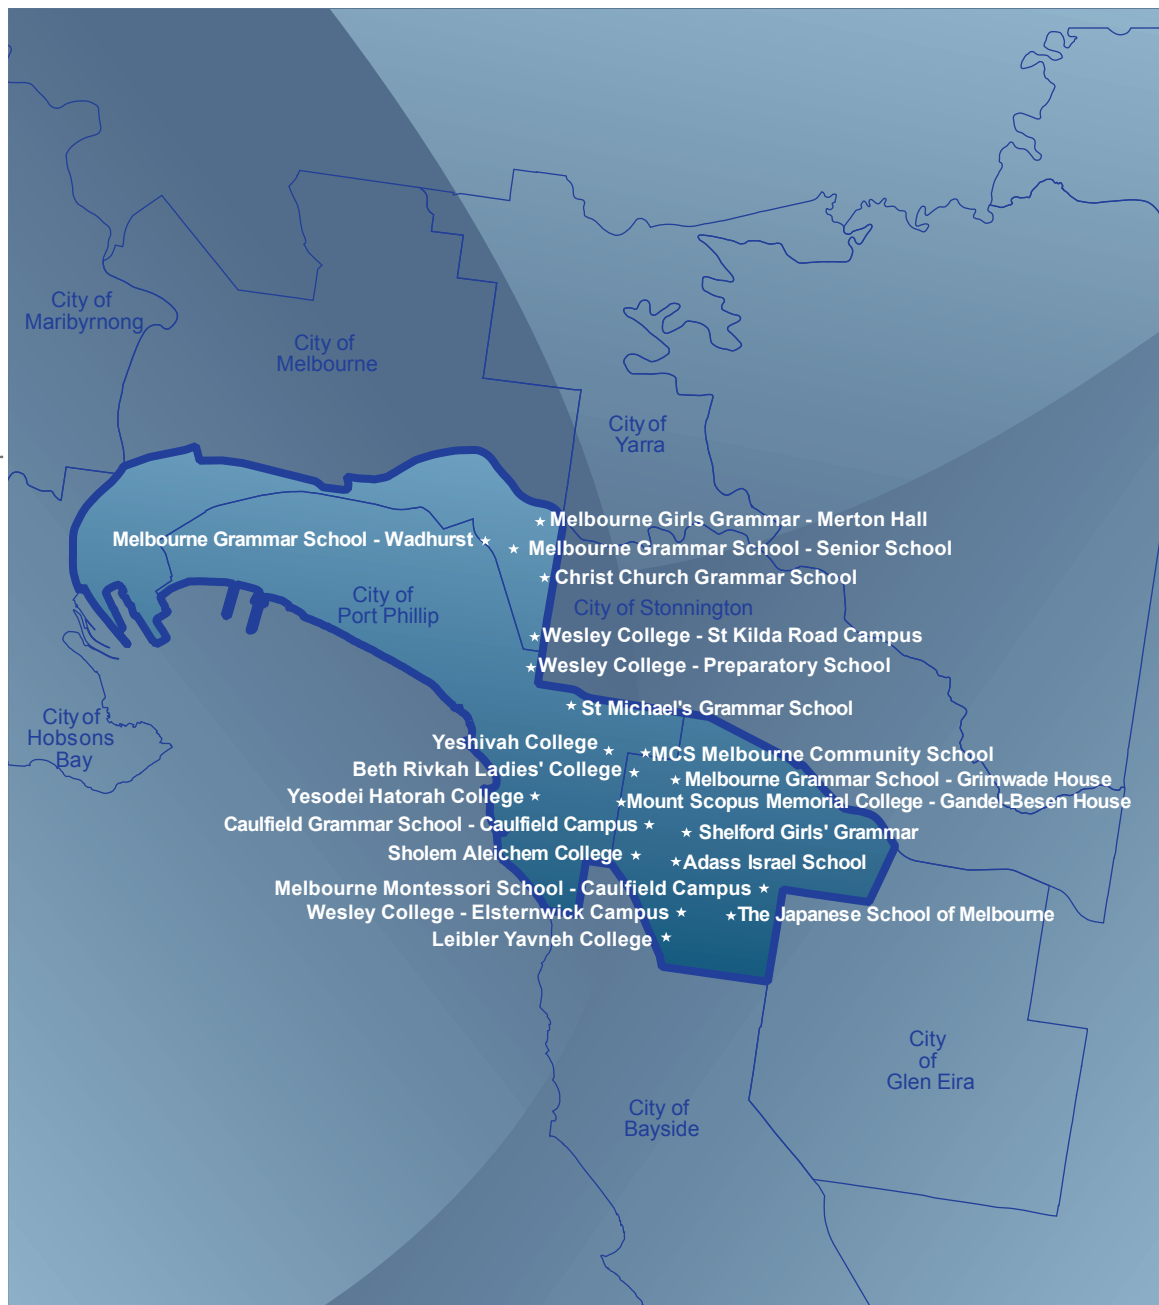 City of
Maribyrnong
City of
Melbourne
City of
Yarra
Melbourne Girls Grammar - Merton Hall
Melbourne Grammar School - Wadhurst
Melbourne Grammar School - Senior School
Christ Church Grammar School
City of
Port Phillip
City of Stonnington
Wesley College - St Kilda Road Campus
Wesley College - Preparatory School
St Michael's Grammar School
City of
Hobsons
Bay
Yeshivah College
MCS Melbourne Community School
Beth Rivkah Ladies' College
Melbourne Grammar School - Grimwade House
Yesodei Hatorah College
Mount Scopus Memorial College - Gandel-Besen House
Caulfield Grammar School - Caulfield Campus
Shelford Girls' Grammar
Sholem Aleichem College
Adass Israel School
Melbourne Montessori School - Caulfield Campus
Wesley College - Elsternwick Campus
The Japanese School of Melbourne
Leibler Yavneh College
City
of
Glen Eira
City of
Bayside